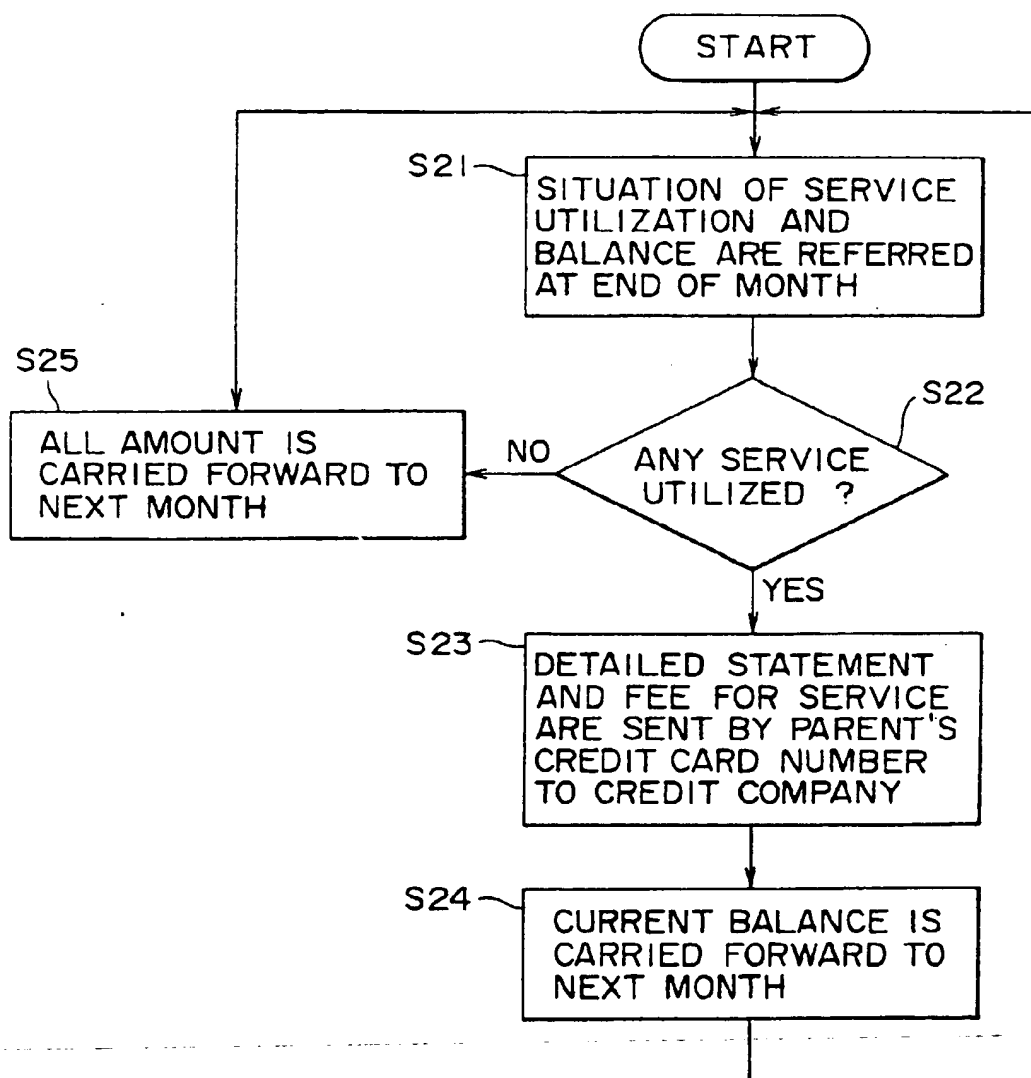 START
S21
SITUATION OF SERVICE
UTILIZATION AND
BALANCE ARE REFERRED
AT END OF MONTH
S25
ALL AMOUNT IS
CARRIED FORWARD TO
NEXT MONTH
NO
S22
ANY SERVICE
UTILIZED ?
YES
S23
DETAILED STATEMENT
AND FEE FOR SERVICE
ARE SENT BY PARENT'S
CREDIT CARD NUMBER
TO CREDIT COMPANY
S24
CURRENT BALANCE IS
CARRIED FORWARD TO
NEXT MONTH